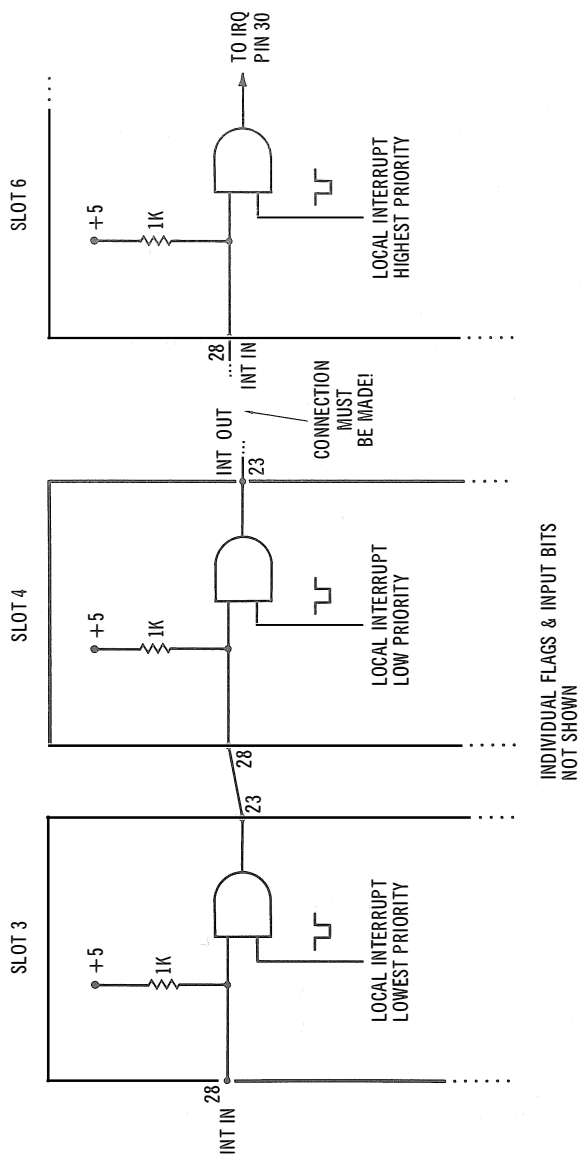 SLOT 3
+5
1K
28
INT IN
LOCAL INTERRUPT
LOWEST PRIORITY
23
SLOT 4
+5
1K
28
LOCAL INTERRUPT
LOW PRIORITY
INT OUT
23
CONNECTION
MUST
BE MADE!
SLOT 6
+5
1K
28
INT IN
LOCAL INTERRUPT
HIGHEST PRIORITY
TO IRQ
PIN 30
INDIVIDUAL FLAGS & INPUT BITS
NOT SHOWN